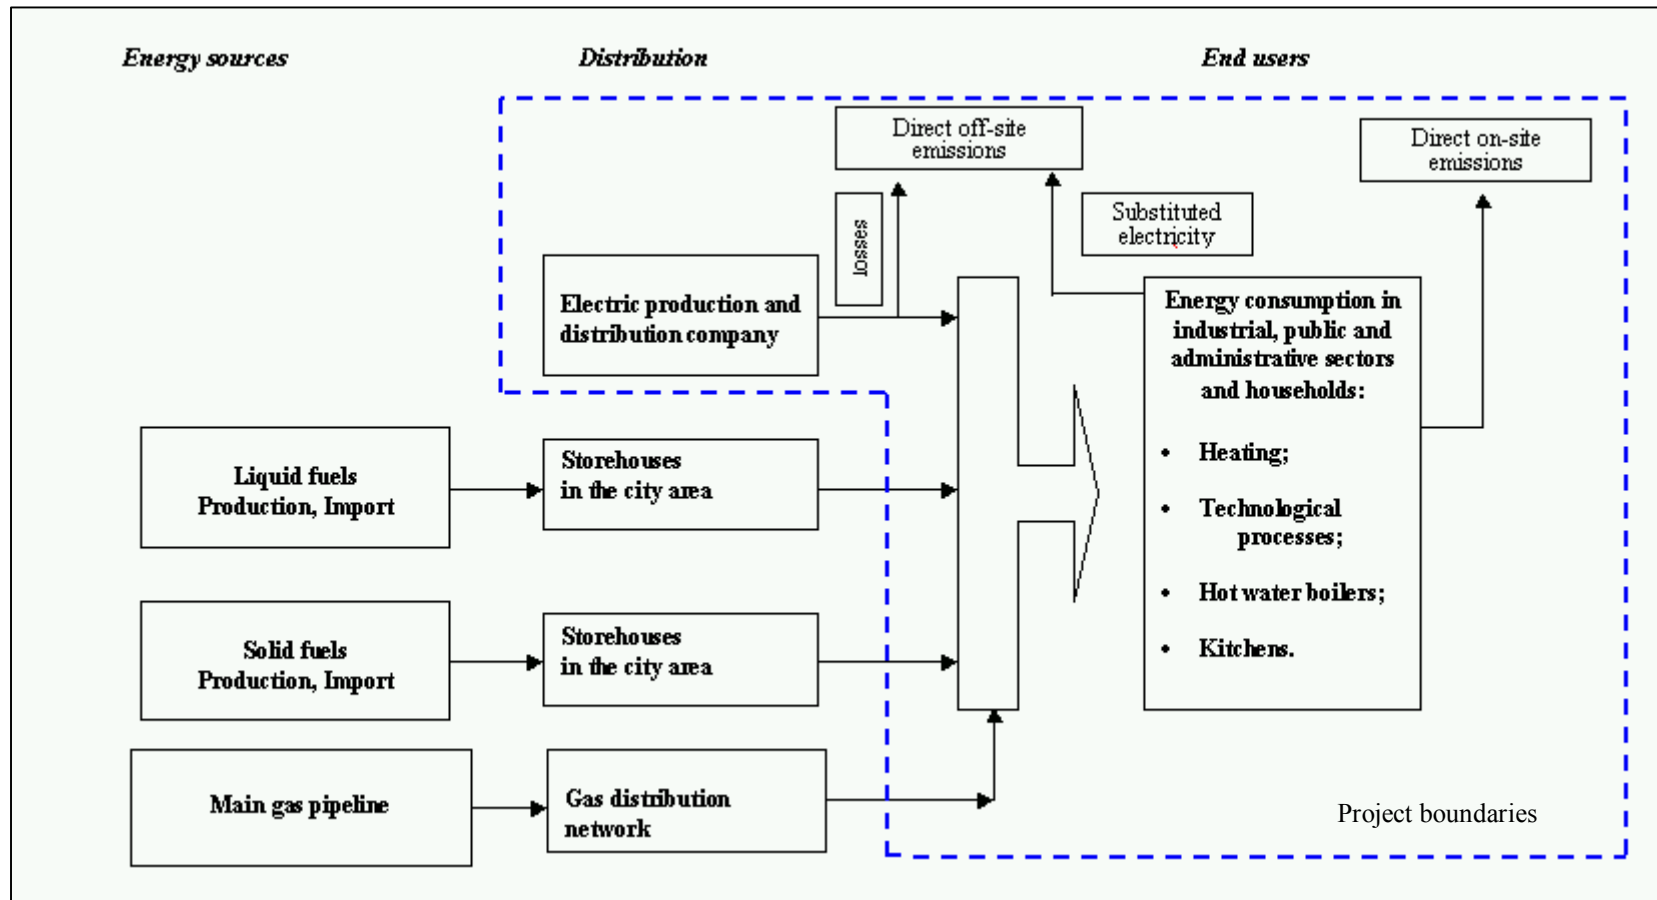 Energy sources
Distribution
End users
Direct off-site
emissions
Direct on-site
emissions
losses
Substituted
electricity
Electric production and
distribution company
Energy consumption in
industrial, public and
administrative sectors
and households:
• Heating;
• Technological
processes;
• Hot water boilers;
• Kitchens.
Liquid fuels
Production, Import
Storehouses
in the city area
Solid fuels
Production, Import
Storehouses
in the city area
Main gas pipeline
Gas distribution
network
Project boundaries